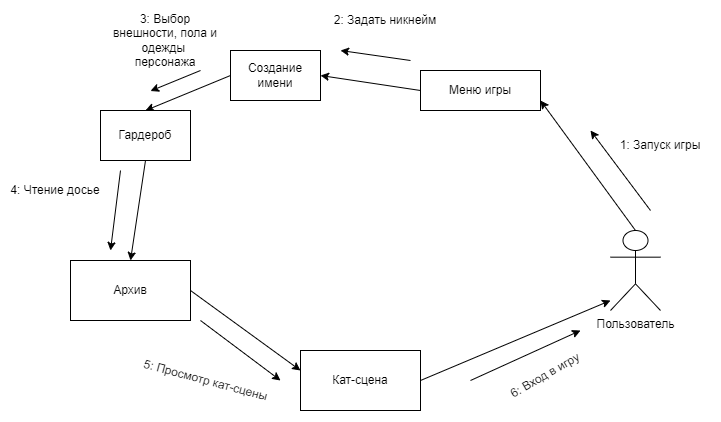 3: Выбор
внешности, пола и
одежды
персонажа
2: Задать никнейм
Создание
имени
Меню игры
Гардероб
1: Запуск игры
4: Чтение досье
Архив
Пользователь
5: Просмотр кат-сцены
Кат-сцена
6: Вход в игру